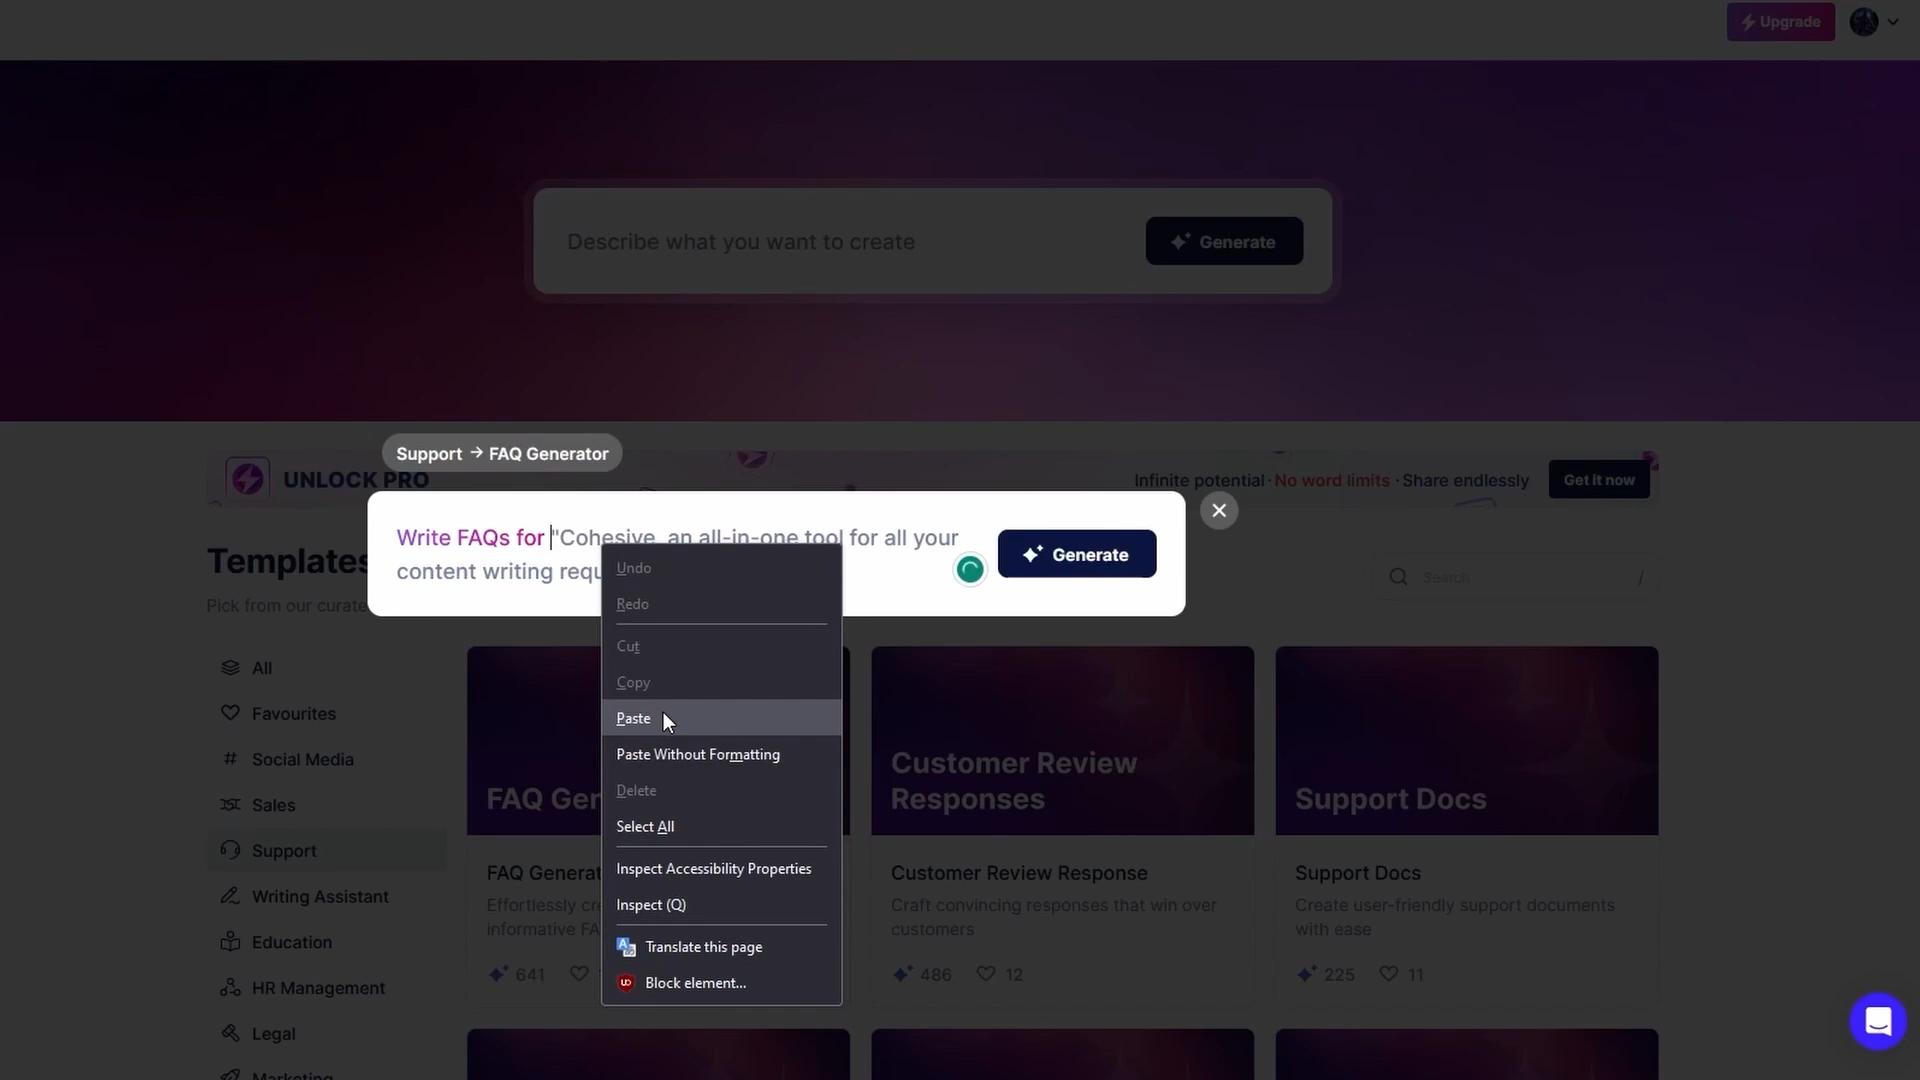 Upgrade
Describe what you want to create
Generate
Support → FAQ Generator
UNLOCK PRO
Infinite potential · No word limits · Share endlessly
Get it now
Write FAQs for "Cohesive, an all-in-one tool for all your
content writing requ
Generate
Templates
Search
/
Pick from our curate
Undo
Redo
Cut
Copy
Paste
Paste Without Formatting
Delete
Select All
Inspect Accessibility Properties
Inspect (Q)
Translate this page
Block element...
All
Favourites
Social Media
Sales
Support
Writing Assistant
Education
HR Management
Legal
Marketing
FAQ Ger
FAQ Generat
Effortlessly cre
informative FA
641
Customer Review
Responses
Customer Review Response
Craft convincing responses that win over
customers
486
12
Support Docs
Support Docs
Create user-friendly support documents
with ease
225
11